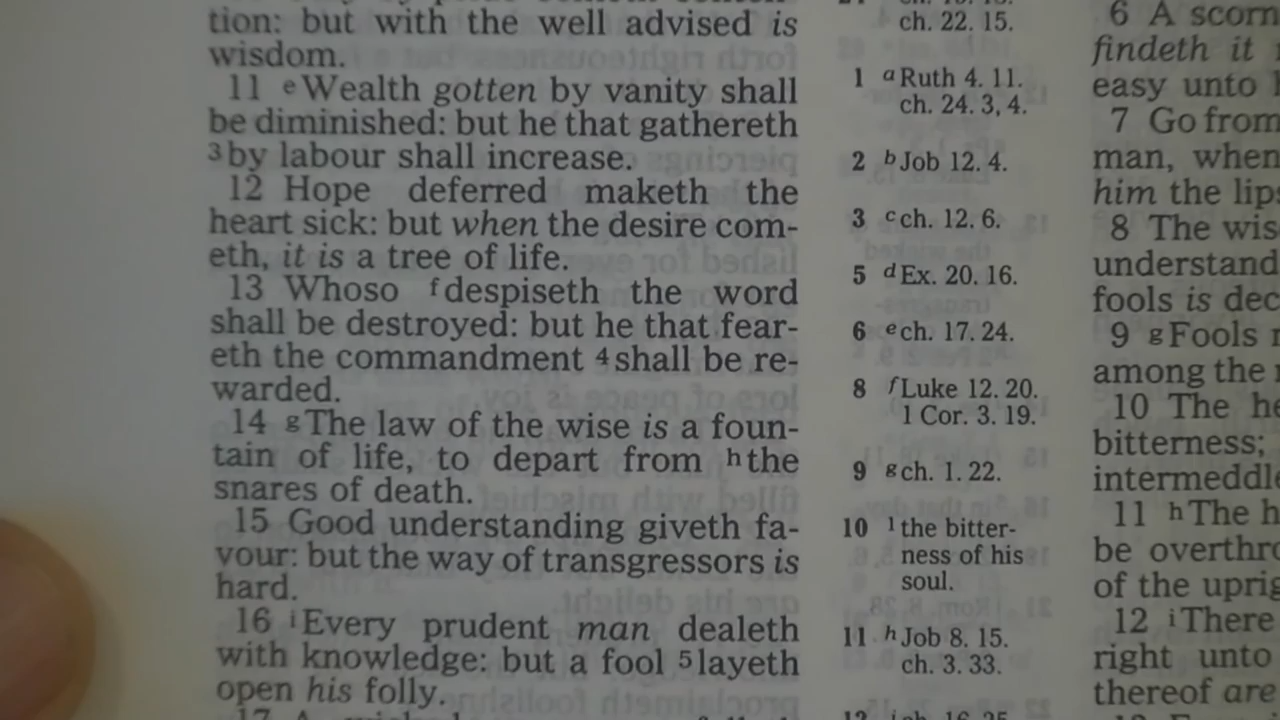 tion: but with the well advised is
wisdom.
11 eWealth gotten by vanity shall
be diminished: but he that gathereth
3by labour shall increase.
12 Hope deferred maketh the
heart sick: but when the desire com-
eth, it is a tree of life.
13 Whoso fdespiseth the word
shall be destroyed: but he that fear-
eth the commandment 4shall be re-
warded.
14 gThe law of the wise is a foun-
tain of life, to depart from hthe
snares of death.
15 Good understanding giveth fa-
vour: but the way of transgressors is
hard.
16 iEvery prudent man dealeth
with knowledge: but a fool 5layeth
open his folly.
ch. 22. 15.
1 aRuth 4. 11.
ch. 24. 3, 4.
2 bJob 12. 4.
3 cch. 12. 6.
5 dEx. 20. 16.
6 ech. 17. 24.
8 fLuke 12. 20.
1 Cor. 3. 19.
9 gch. 1. 22.
10 1the bitter-
ness of his
soul.
11 hJob 8. 15.
ch. 3. 33.
6 A scorn
findeth it
easy unto
7 Go from
man, when
him the lip
8 The wis
understand
fools is dec
9 gFools
among the
10 The he
bitterness;
intermeddle
11 hThe h
be overthro
of the uprig
12 iThere
right unto
thereof are